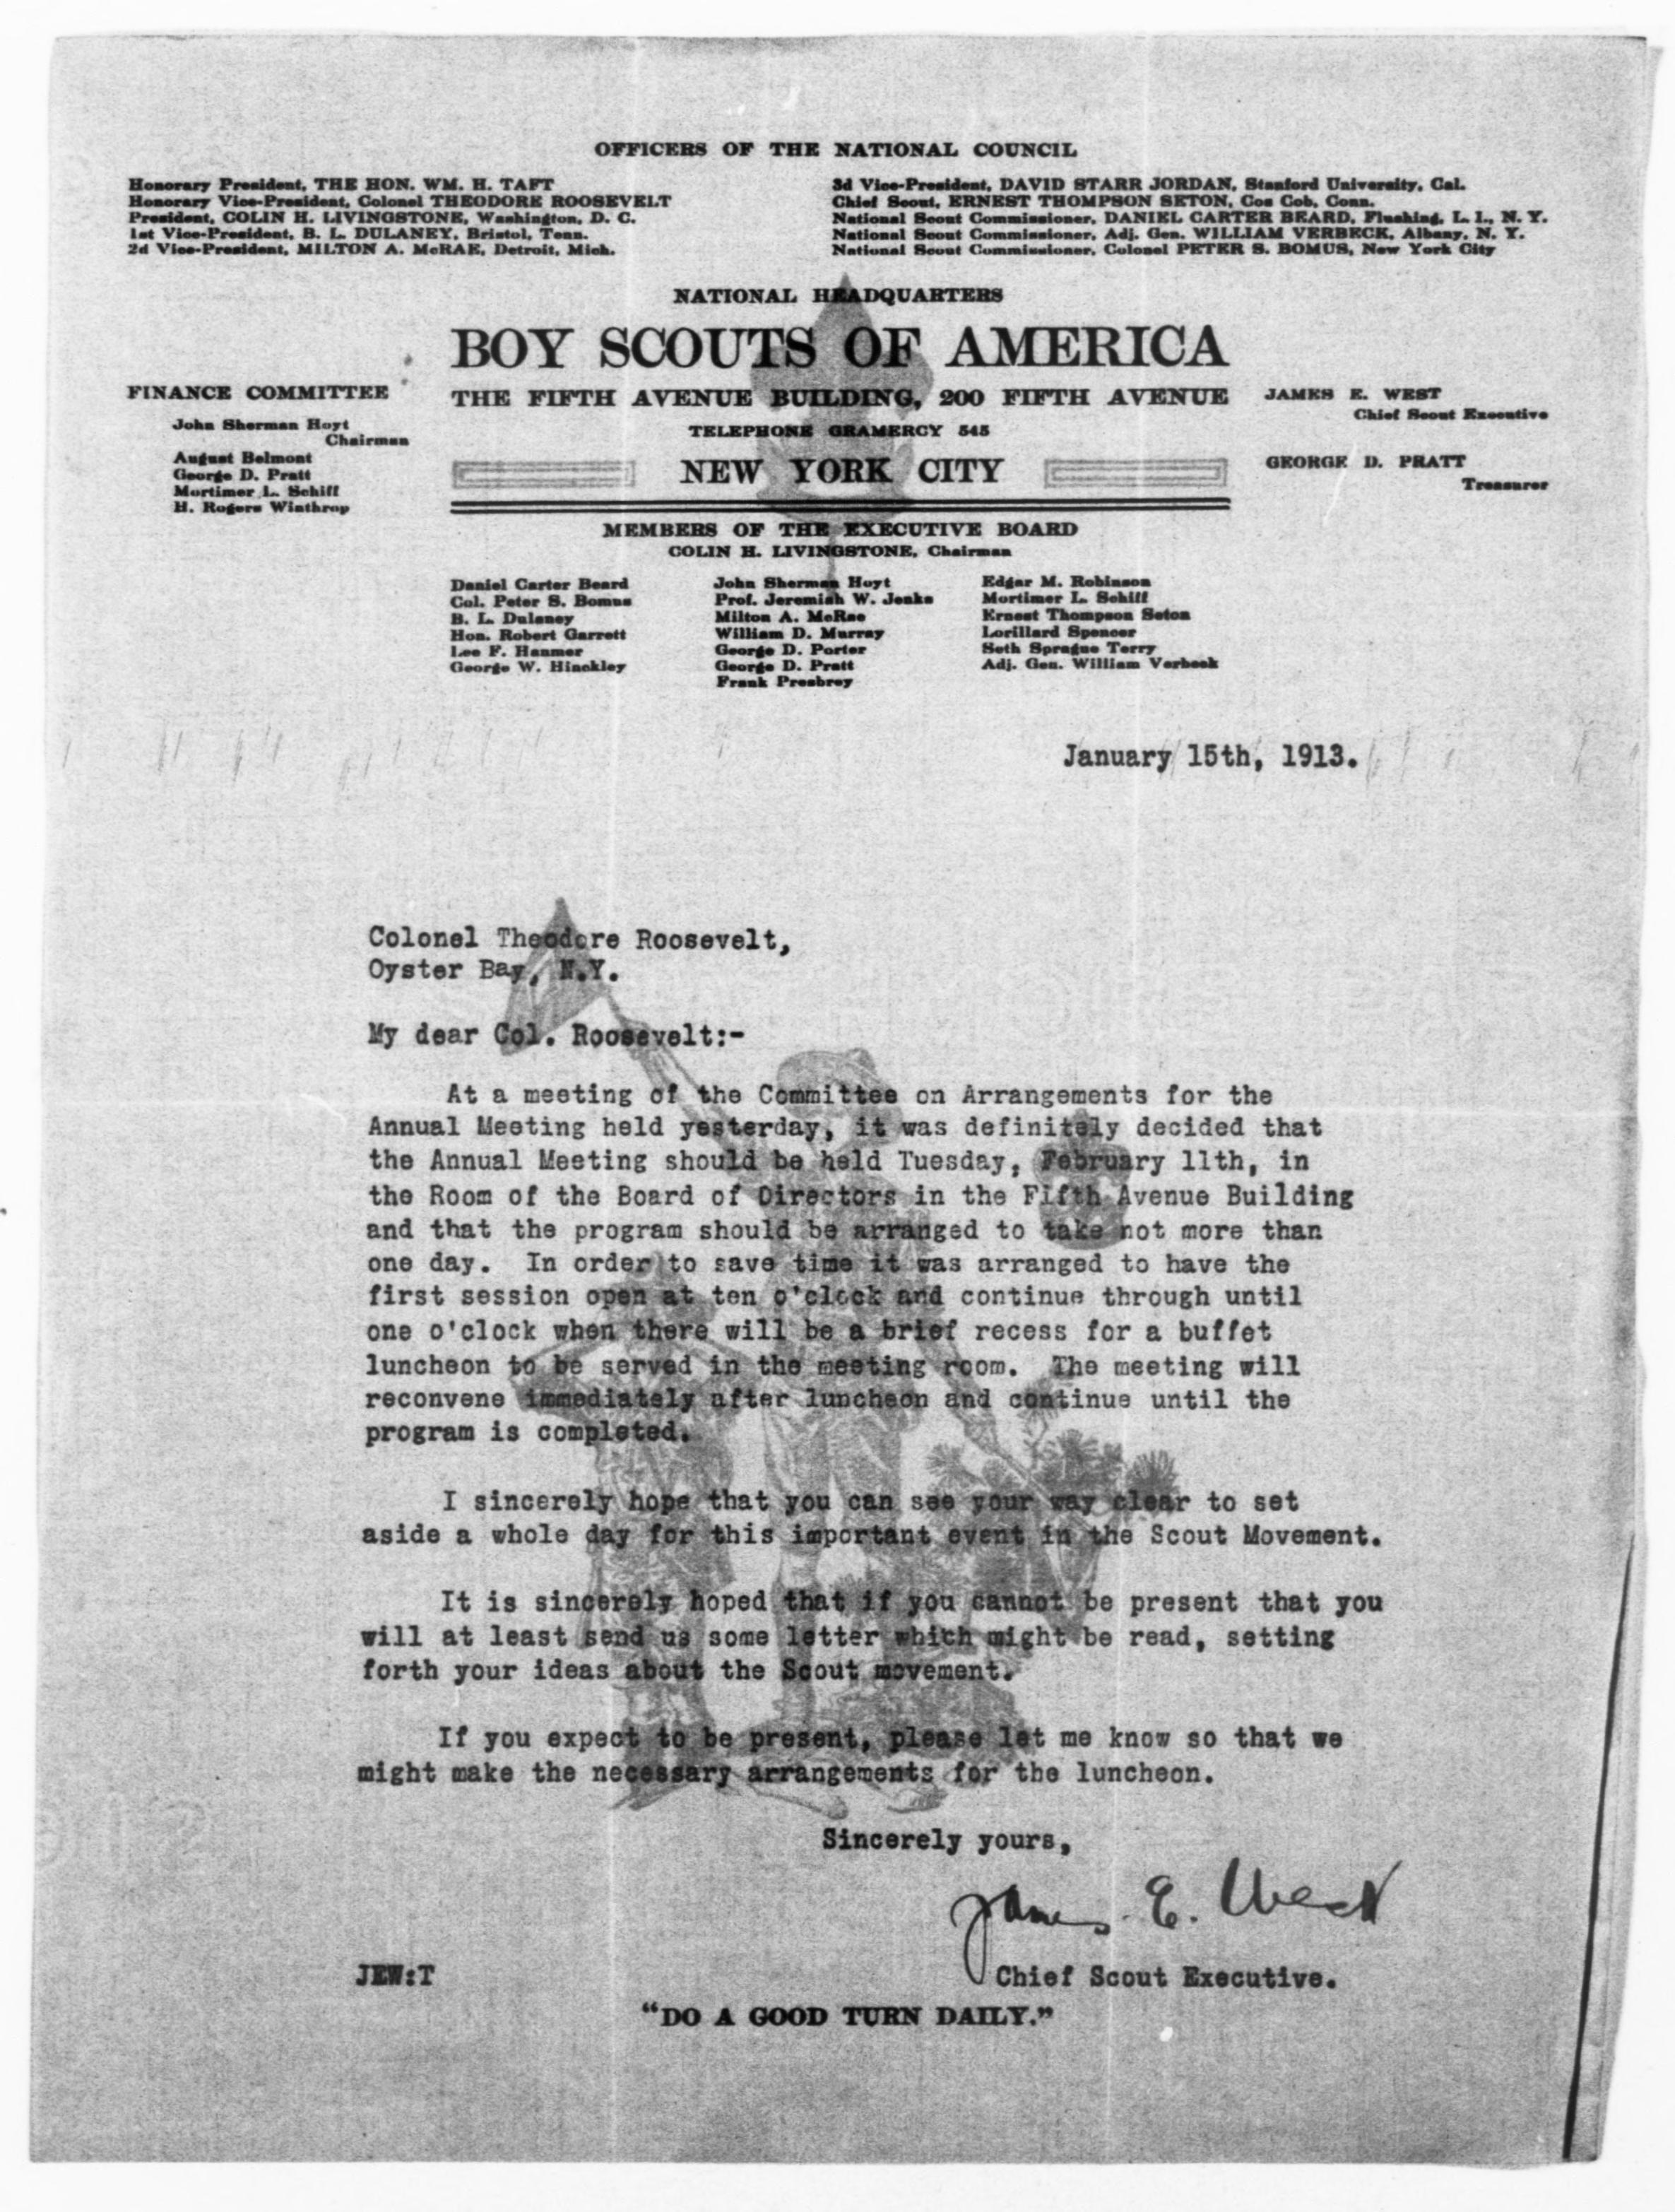 OFFICERS OF THE NATIONAL COUNCIL
Honorary President, THE HON. WM. H. TAFT
Honorary Vice-President, Colonel THEODORE ROOSEVELT
President, COLIN H. LIVINGSTONE, Washington, D. C.
1st Vice-President, B. L. DULANEY, Bristol, Tenn.
2d Vice-President, MILTON A. McRAE, Detroit, Mich.
3d Vice-President, DAVID STARR JORDAN, Stanford University, Cal.
Chief Scout, ERNEST THOMPSON SETON, Cos Cob, Conn.
National Scout Commissioner, DANIEL CARTER BEARD, Flushing, L. I., N. Y.
National Scout Commissioner, Adj. Gen. WILLIAM VERBECK, Albany, N. Y.
National Scout Commissioner, Colonel PETER S. BOMUS, New York City
NATIONAL HEADQUARTERS
BOY SCOUTS OF AMERICA
THE FIFTH AVENUE BUILDING, 200 FIFTH AVENUE
TELEPHONE GRAMERCY 545
NEW YORK CITY
FINANCE COMMITTEE
John Sherman Hoyt
Chairman
August Belmont
George D. Pratt
Mortimer L. Schiff
H. Rogers Winthrop
JAMES E. WEST
Chief Scout Executive
GEORGE D. PRATT
Treasurer
MEMBERS OF THE EXECUTIVE BOARD
COLIN H. LIVINGSTONE, Chairman
Daniel Carter Beard
Col. Peter S. Bomus
B. L. Dulaney
Hon. Robert Garrett
Lee F. Hanmer
George W. Hinckley
John Sherman Hoyt
Prof. Jeremiah W. Jenks
Milton A. McRae
William D. Murray
George D. Porter
George D. Pratt
Frank Presbrey
Edgar M. Robinson
Mortimer L. Schiff
Ernest Thompson Seton
Lorillard Spencer
Seth Sprague Terry
Adj. Gen. William Verbeck
January 15th, 1913.
Colonel Theodore Roosevelt,
Oyster Bay, N.Y.
My dear Col. Roosevelt:-
At a meeting of the Committee on Arrangements for the
Annual Meeting held yesterday, it was definitely decided that
the Annual Meeting should be held Tuesday, February 11th, in
the Room of the Board of Directors in the Fifth Avenue Building
and that the program should be arranged to take not more than
one day. In order to save time it was arranged to have the
first session open at ten o'clock and continue through until
one o'clock when there will be a brief recess for a buffet
luncheon to be served in the meeting room. The meeting will
reconvene immediately after luncheon and continue until the
program is completed.
I sincerely hope that you can see your way clear to set
aside a whole day for this important event in the Scout Movement.
It is sincerely hoped that if you cannot be present that you
will at least send us some letter which might be read, setting
forth your ideas about the Scout movement.
If you expect to be present, please let me know so that we
might make the necessary arrangements for the luncheon.
Sincerely yours,
James E. West
Chief Scout Executive.
JEW:T
"DO A GOOD TURN DAILY."